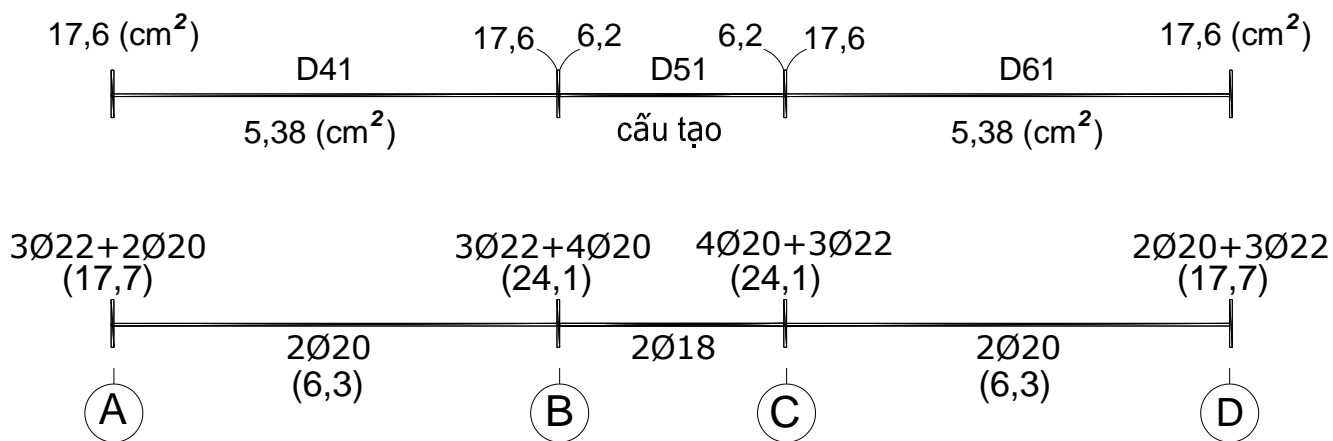 17,6 (cm²) 17,6 6,2 6,2 17,6 17,6 (cm²)
D41 D51 D61
5,38 (cm²) cấu tạo 5,38 (cm²)
3Ø22+2Ø20 3Ø22+4Ø20 4Ø20+3Ø22 2Ø20+3Ø22
(17,7) (24,1) (24,1) (17,7)
2Ø20 2Ø18 2Ø20
(6,3) (6,3)
A B C D